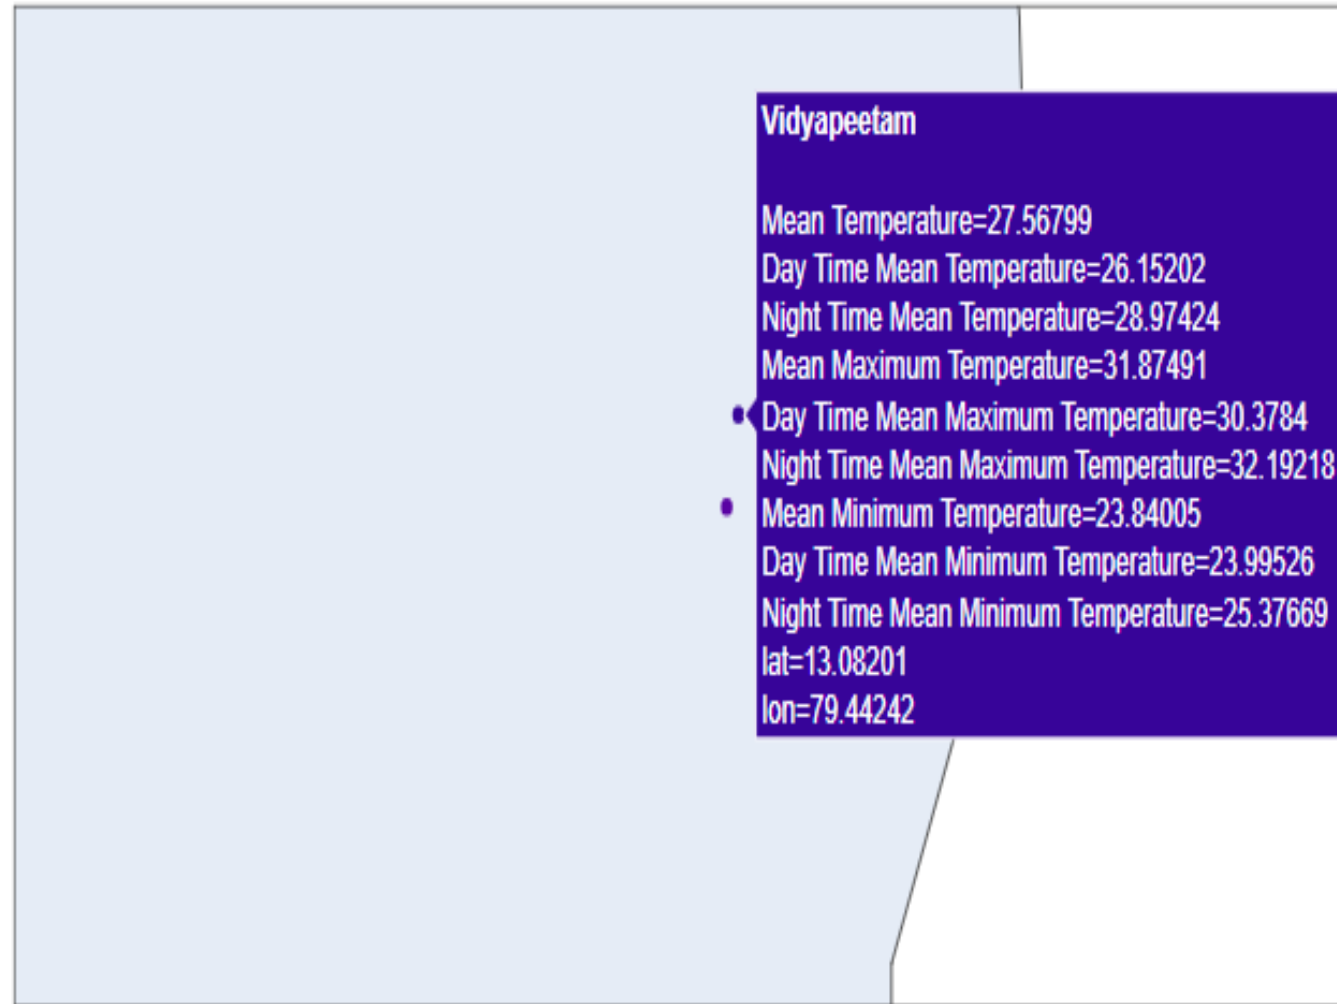 Vidyapeetam
Mean Temperature=27.56799
Day Time Mean Temperature=26.15202
Night Time Mean Temperature=28.97424
Mean Maximum Temperature=31.87491
Day Time Mean Maximum Temperature=30.3784
Night Time Mean Maximum Temperature=32.19218
Mean Minimum Temperature=23.84005
Day Time Mean Minimum Temperature=23.99526
Night Time Mean Minimum Temperature=25.37669
lat=13.08201
lon=79.44242